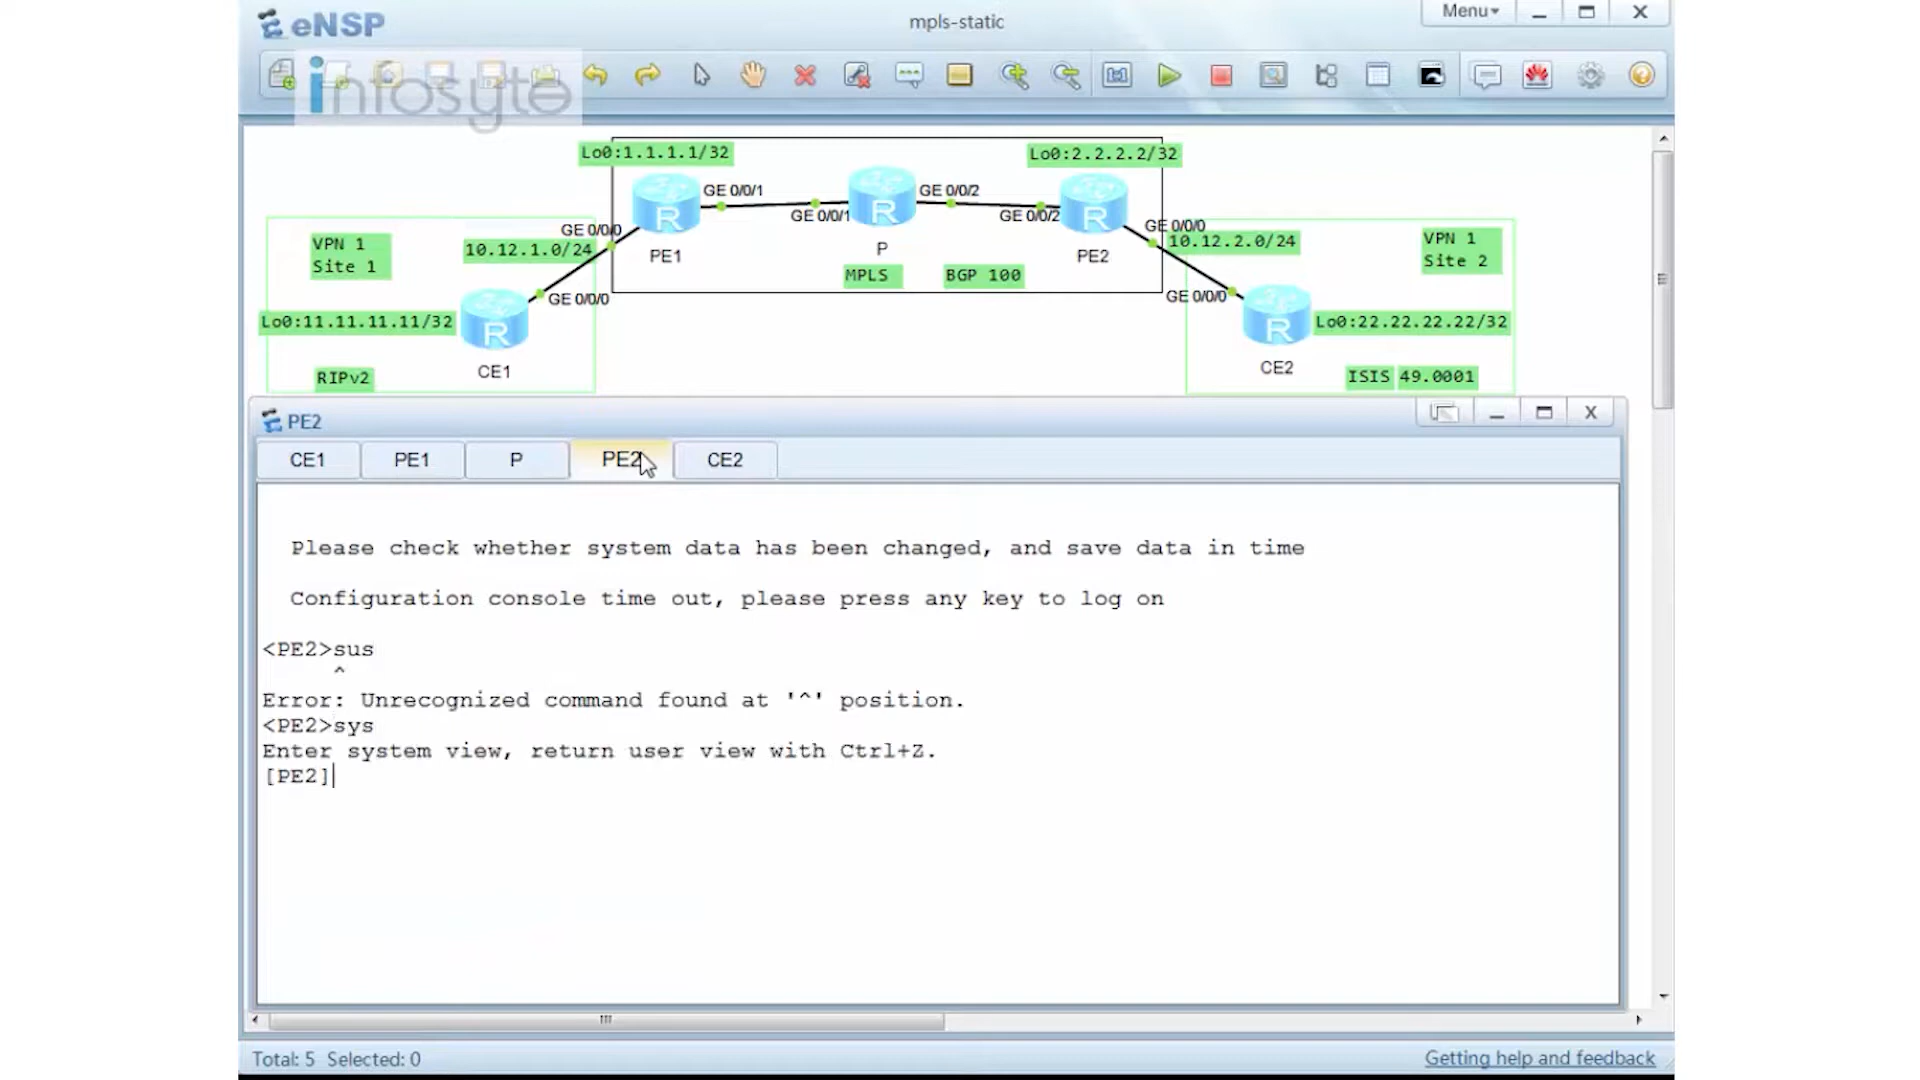 eNSP
mpls-static
Menu
infosyte
Lo0:1.1.1.1/32
Lo0:2.2.2.2/32
GE 0/0/1
GE 0/0/2
GE 0/0/1
GE 0/0/2
GE 0/0/0
GE 0/0/0
VPN 1
Site 1
10.12.1.0/24
PE1
P
PE2
10.12.2.0/24
VPN 1
Site 2
MPLS
BGP 100
GE 0/0/0
GE 0/0/0
Lo0:11.11.11.11/32
Lo0:22.22.22.22/32
CE1
CE2
RIPv2
ISIS 49.0001
PE2
CE1 PE1 P PE2 CE2
Please check whether system data has been changed, and save data in time
Configuration console time out, please press any key to log on
<PE2>sus
^
Error: Unrecognized command found at '^' position.
<PE2>sys
Enter system view, return user view with Ctrl+Z.
[PE2]
Total: 5 Selected: 0
Getting help and feedback